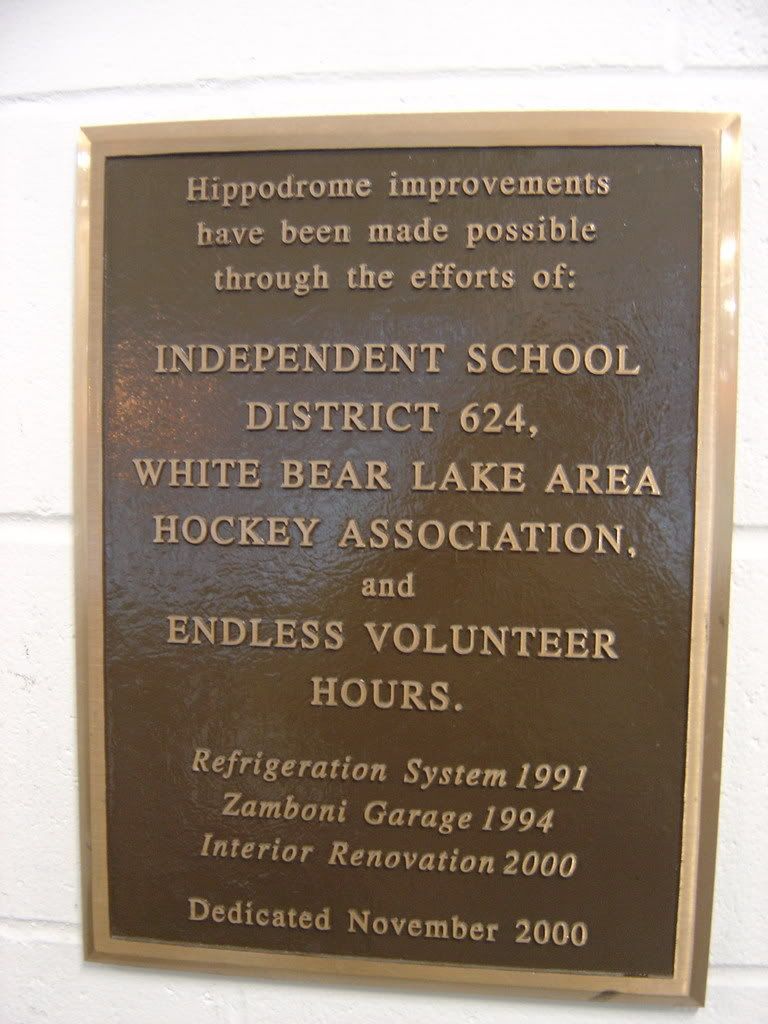 Hippodrome improvements
have been made possible
through the efforts of:
INDEPENDENT SCHOOL
DISTRICT 624,
WHITE BEAR LAKE AREA
HOCKEY ASSOCIATION,
and
ENDLESS VOLUNTEER
HOURS.
Refrigeration System 1991
Zamboni Garage 1994
Interior Renovation 2000
Dedicated November 2000